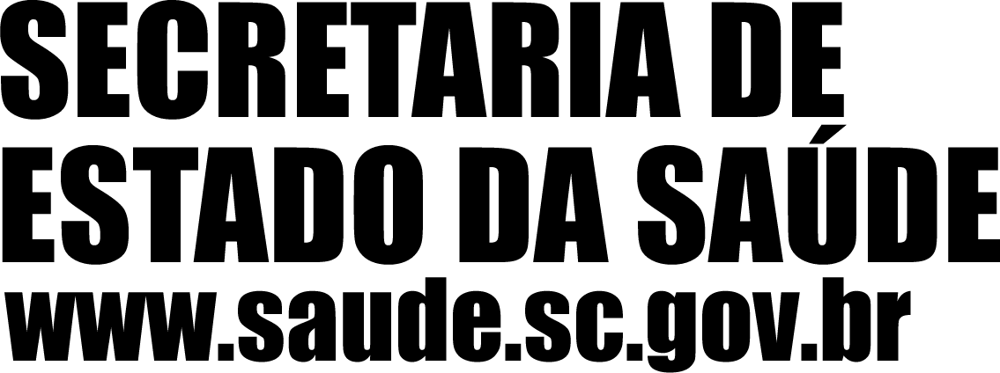 SECRETARIA DE
ESTADO DA SAÚDE
www.saude.sc.gov.br